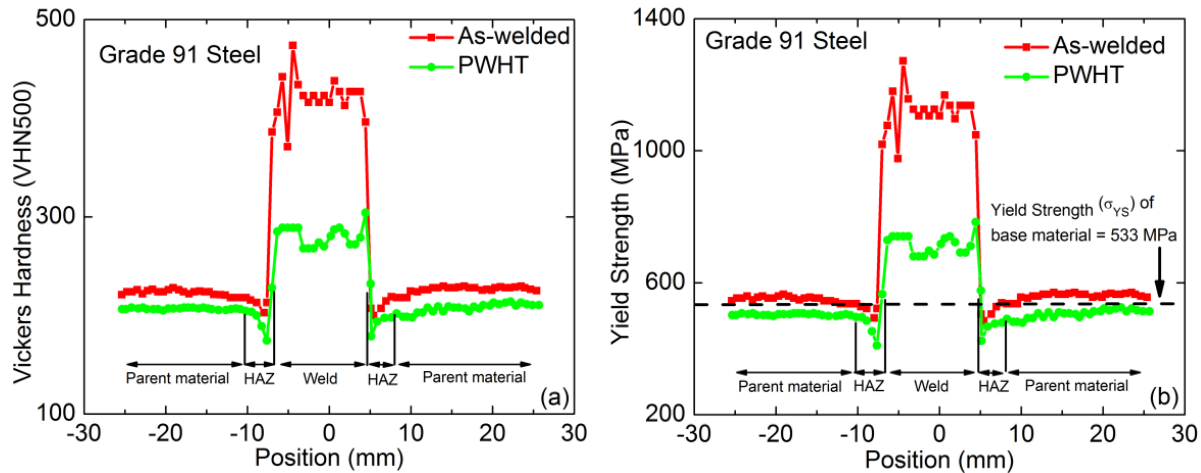 500
300
100
Vickers Hardness (VHN500)
Grade 91 Steel
As-welded
PWHT
Parent material
HAZ
Weld
HAZ
Parent material
(a)
-30 -20 -10 0 10 20 30
Position (mm)
1400
1000
600
200
Yield Strength (MPa)
Grade 91 Steel
As-welded
PWHT
Yield Strength (σYS) of
base material = 533 MPa
Parent material
HAZ
Weld
HAZ
Parent material
(b)
-30 -20 -10 0 10 20 30
Position (mm)